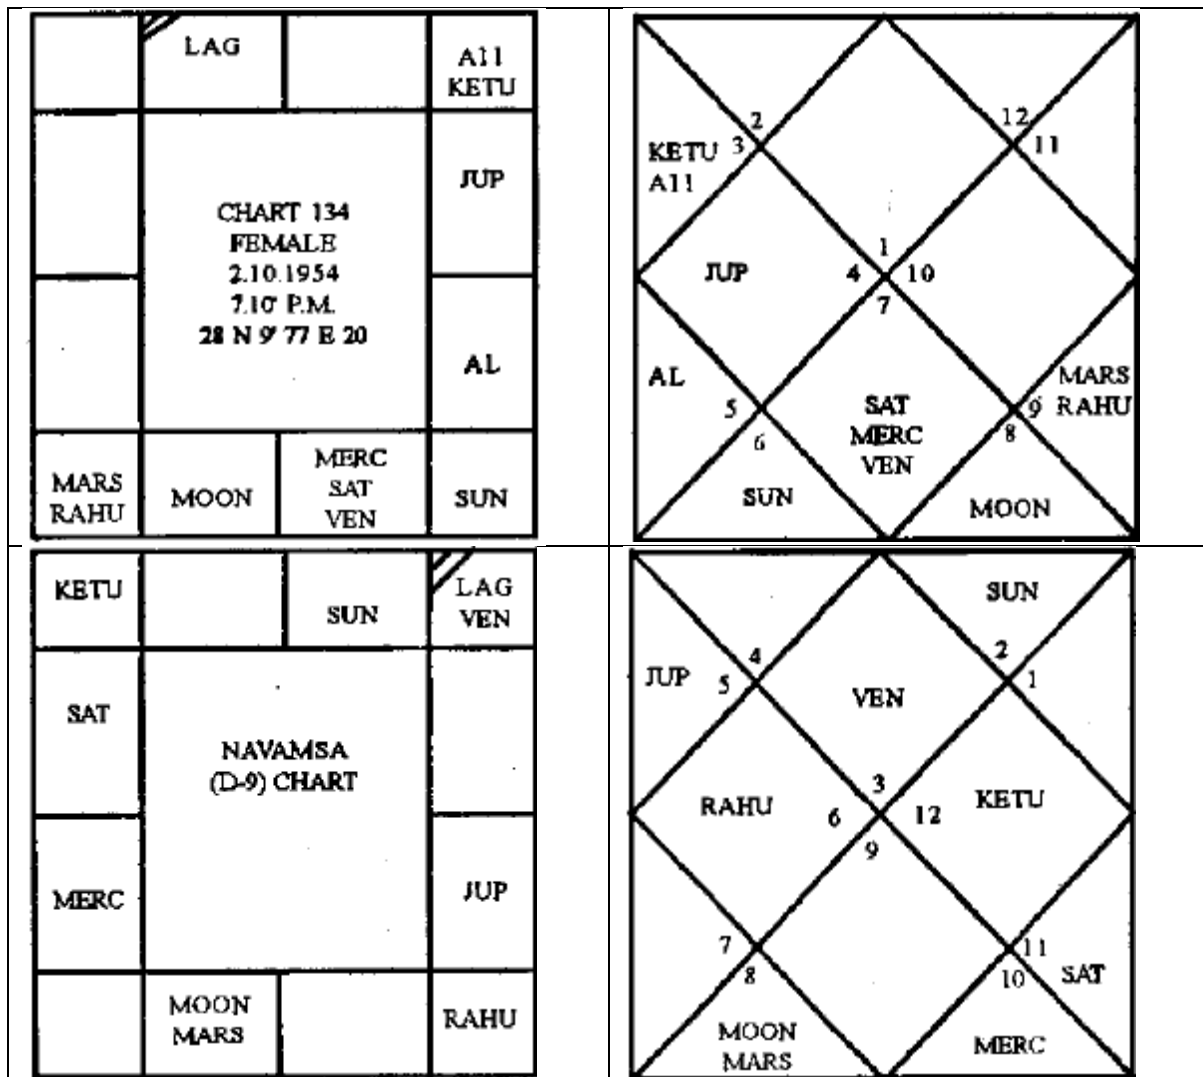 LAG
A11
KETU
JUP
CHART 134
FEMALE
2.10.1954
7.10 P.M.
28 N 9' 77 E 20
AL
MARS
RAHU
MOON
MERC
SAT
VEN
SUN
2
12
KETU 3
11
A11
1
JUP
4
10
7
AL
MARS
5
9 RAHU
SAT
MERC
VEN
6
8
SUN
MOON
KETU
SUN
LAG
VEN
SAT
NAVAMSA
(D-9) CHART
MERC
JUP
MOON
MARS
RAHU
SUN
4
2
JUP 5
1
VEN
3
RAHU
6
12
KETU
9
7
11
8
10
SAT
MOON
MARS
MERC